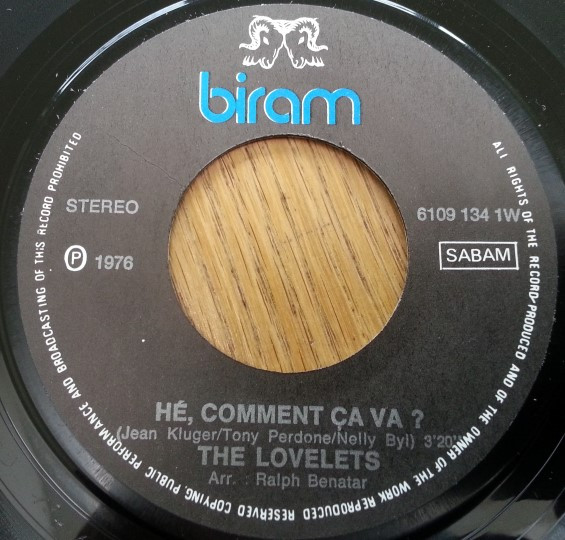 biram
STEREO
6109 134 1W
Ⓟ 1976
SABAM
HÉ, COMMENT ÇA VA ?
(Jean Kluger/Tony Perdone/Nelly Byl) 3'20"
THE LOVELETS
Arr. : Ralph Benatar
ALL RIGHTS OF THE RECORD-PRODUCED AND OF THE OWNER OF THE WORK REPRODUCED RESERVED COPYING, PUBLIC PERFORMANCE AND BROADCASTING OF THIS RECORD PROHIBITED